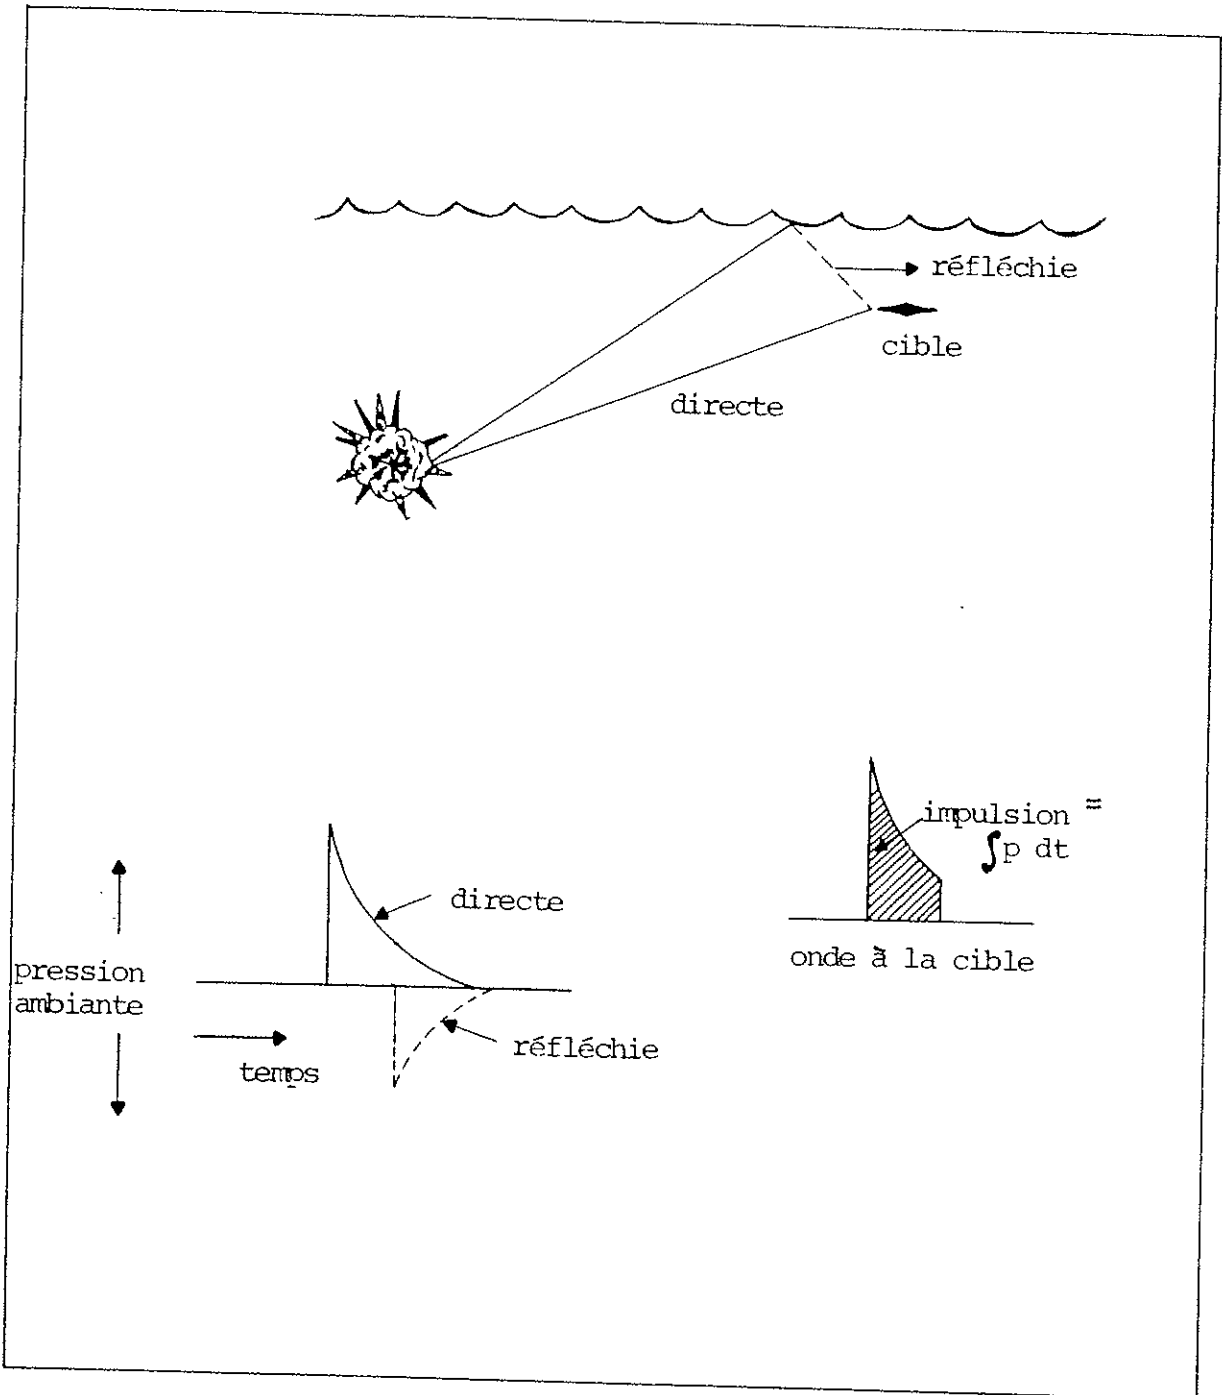 réfléchie
cible
directe
impulsion =
∫p dt
directe
onde à la cible
pression
ambiante
réfléchie
temps